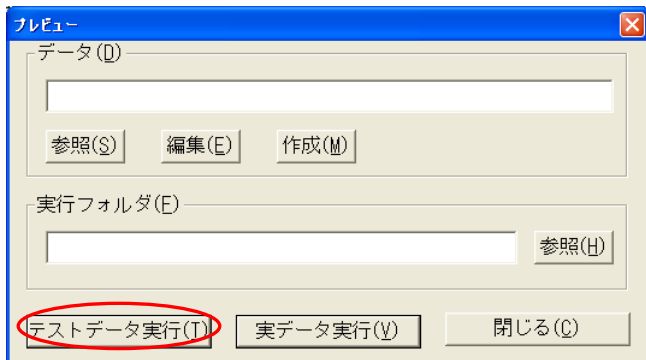 プレビュー
データ(D)
参照(S) 編集(E) 作成(M)
実行フォルダ(F)
参照(H)
テストデータ実行(T) 実データ実行(V) 閉じる(C)